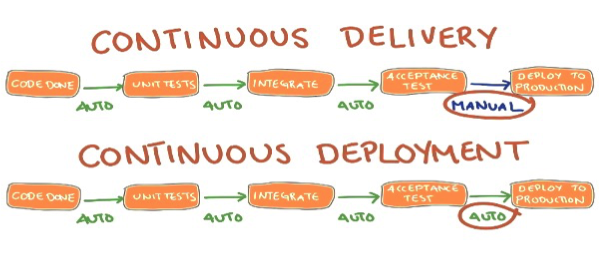 CONTINUOUS DELIVERY
CODE DONE
AUTO
UNIT TESTS
AUTO
INTEGRATE
AUTO
ACCEPTANCE
TEST
MANUAL
DEPLOY TO
PRODUCTION
CONTINUOUS DEPLOYMENT
CODE DONE
AUTO
UNIT TESTS
AUTO
INTEGRATE
AUTO
ACCEPTANCE
TEST
AUTO
DEPLOY TO
PRODUCTION